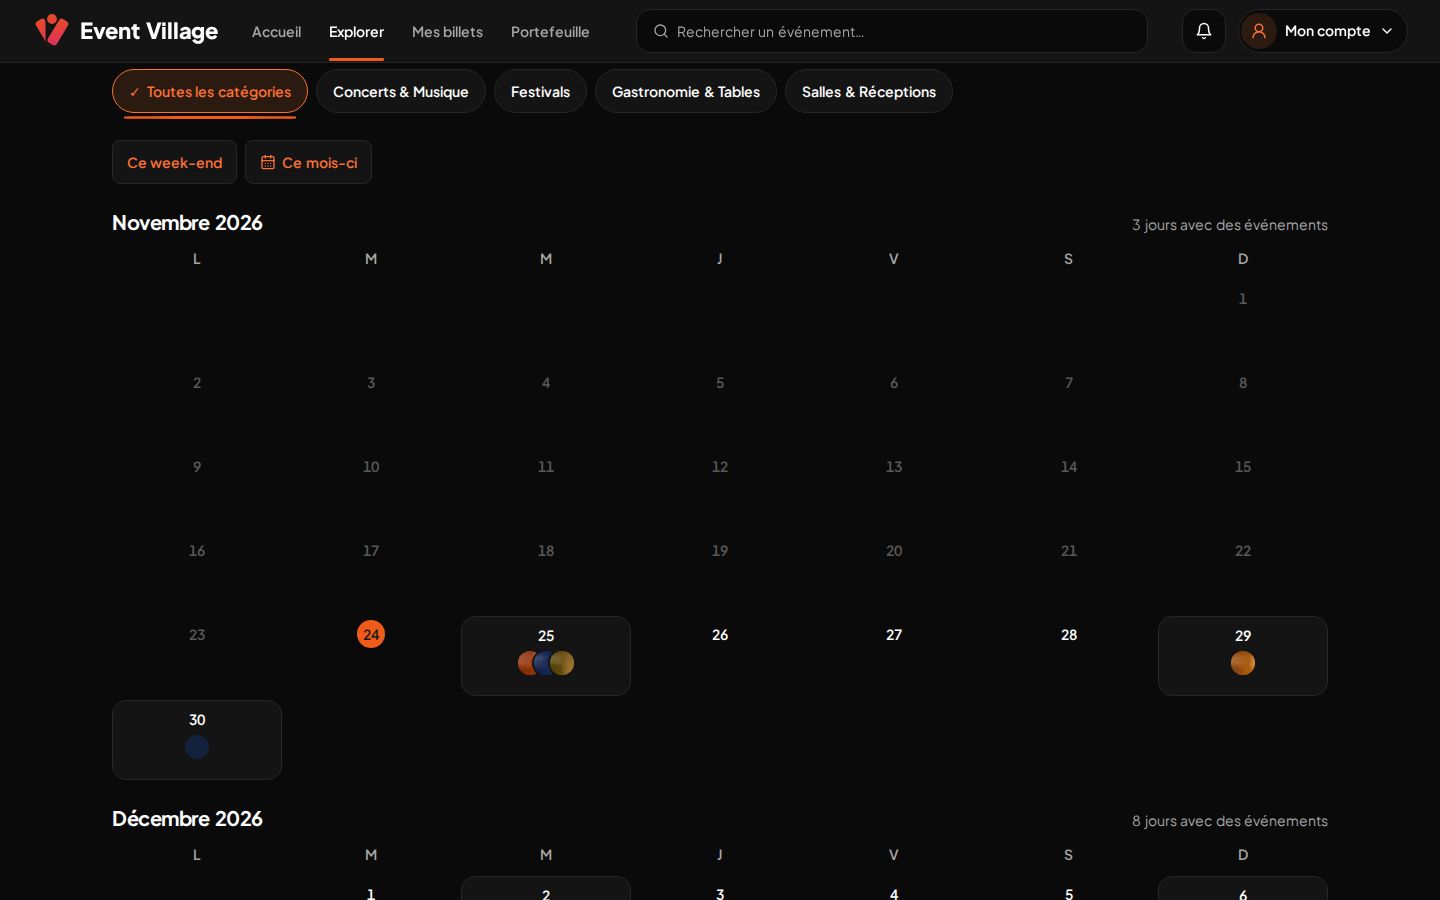 Event Village
Accueil
Explorer
Mes billets
Portefeuille
Rechercher un événement...
Mon compte
✓ Toutes les catégories
Concerts & Musique
Festivals
Gastronomie & Tables
Salles & Réceptions
Ce week-end
Ce mois-ci
Novembre 2026
3 jours avec des événements
L M M J V S D
1
2 3 4 5 6 7 8
9 10 11 12 13 14 15
16 17 18 19 20 21 22
23 24 25 26 27 28 29
30
Décembre 2026
8 jours avec des événements
L M M J V S D
1 2 3 4 5 6